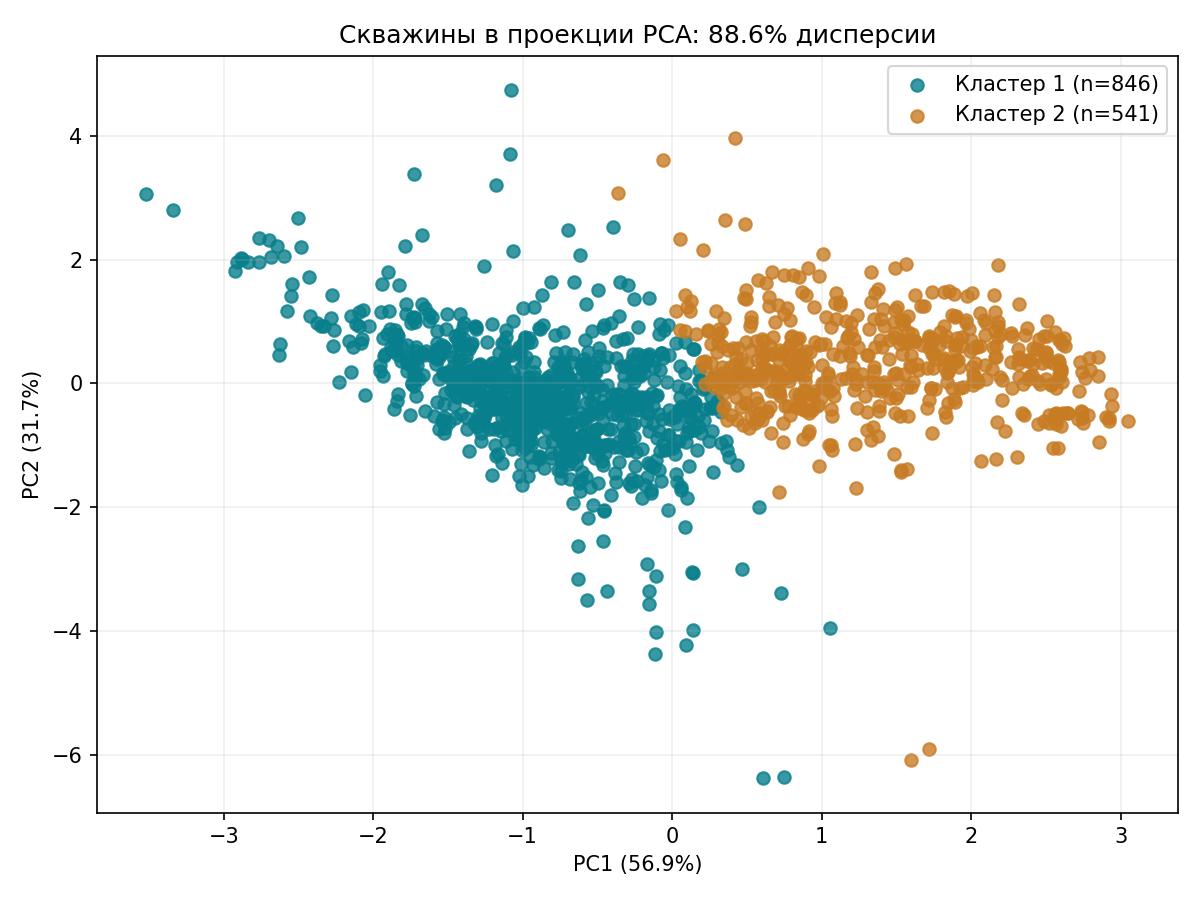 Скважины в проекции PCA: 88.6% дисперсии
Кластер 1 (n=846)
Кластер 2 (n=541)
PC2 (31.7%)
4
2
0
−2
−4
−6
−3
−2
−1
0
1
2
3
PC1 (56.9%)